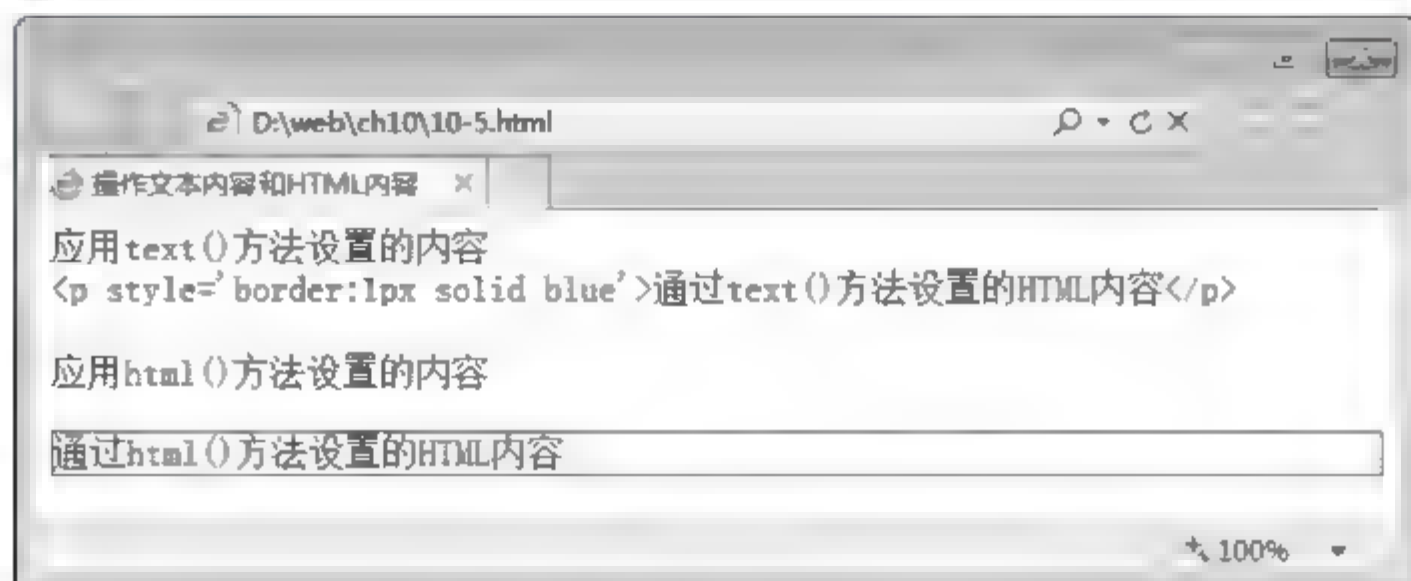 D:\web\ch10\10-5.html
操作文本内容和HTML内容
应用text()方法设置的内容
<p style='border:1px solid blue'>通过text()方法设置的HTML内容</p>
应用html()方法设置的内容
通过html()方法设置的HTML内容
100%